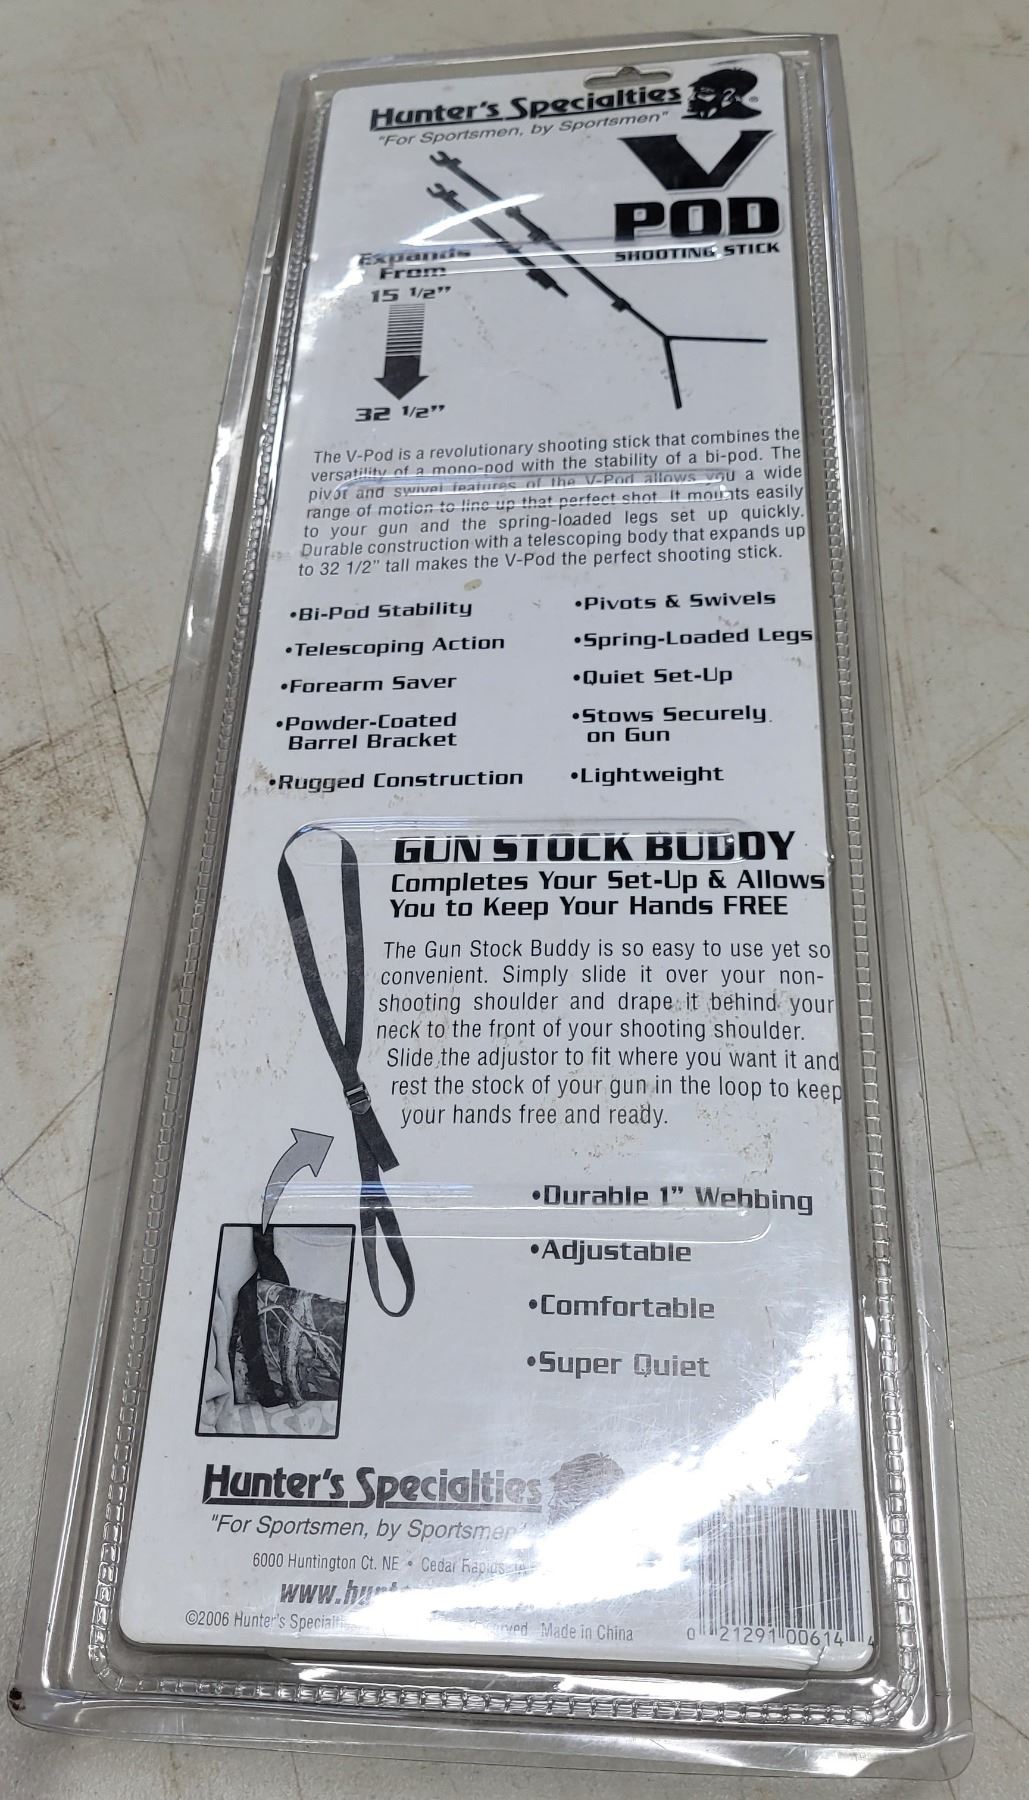 Hunter's Specialties®
"For Sportsmen, by Sportsmen"
V
POD
SHOOTING STICK
Expands
From
15 1/2"
32 1/2"
The V-Pod is a revolutionary shooting stick that combines the
versatility of a mono-pod with the stability of a bi-pod. The
pivot and swivel features of the V-Pod allows you a wide
range of motion to line up that perfect shot. It mounts easily
to your gun and the spring-loaded legs set up quickly.
Durable construction with a telescoping body that expands up
to 32 1/2" tall makes the V-Pod the perfect shooting stick.
•Bi-Pod Stability
•Telescoping Action
•Forearm Saver
•Powder-Coated
Barrel Bracket
•Rugged Construction
•Pivots & Swivels
•Spring-Loaded Legs
•Quiet Set-Up
•Stows Securely
on Gun
•Lightweight
GUN STOCK BUDDY
Completes Your Set-Up & Allows
You to Keep Your Hands FREE
The Gun Stock Buddy is so easy to use yet so
convenient. Simply slide it over your non-
shooting shoulder and drape it behind your
neck to the front of your shooting shoulder.
Slide the adjustor to fit where you want it and
rest the stock of your gun in the loop to keep
your hands free and ready.
•Durable 1" Webbing
•Adjustable
•Comfortable
•Super Quiet
Hunter's Specialties
"For Sportsmen, by Sportsmen"
6000 Huntington Ct. NE • Cedar Rapids
©2006 Hunter's Specialties Made in China
0 21291 00614 4